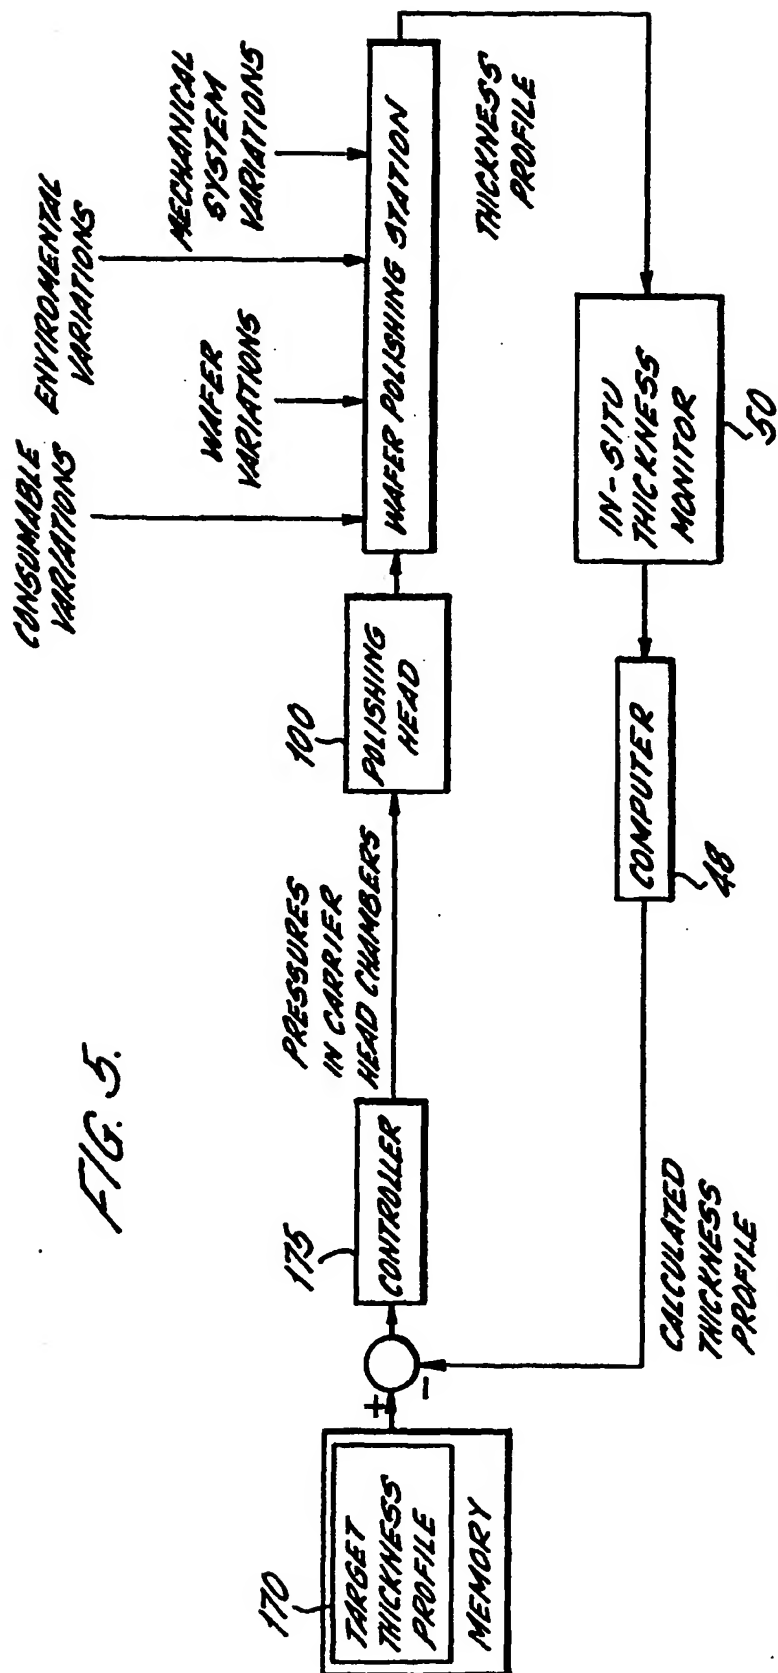 FIG. 5.
170
TARGET
THICKNESS
PROFILE
MEMORY
+
-
175
CONTROLLER
PRESSURES
IN CARRIER
HEAD CHAMBERS
100
POLISHING
HEAD
CONSUMABLE
VARIATIONS
WAFER
VARIATIONS
ENVIROMENTAL
VARIATIONS
MECHANICAL
SYSTEM
VARIATIONS
WAFER POLISHING STATION
THICKNESS
PROFILE
IN-SITU
THICKNESS
MONITOR
50
COMPUTER
48
CALCULATED
THICKNESS
PROFILE